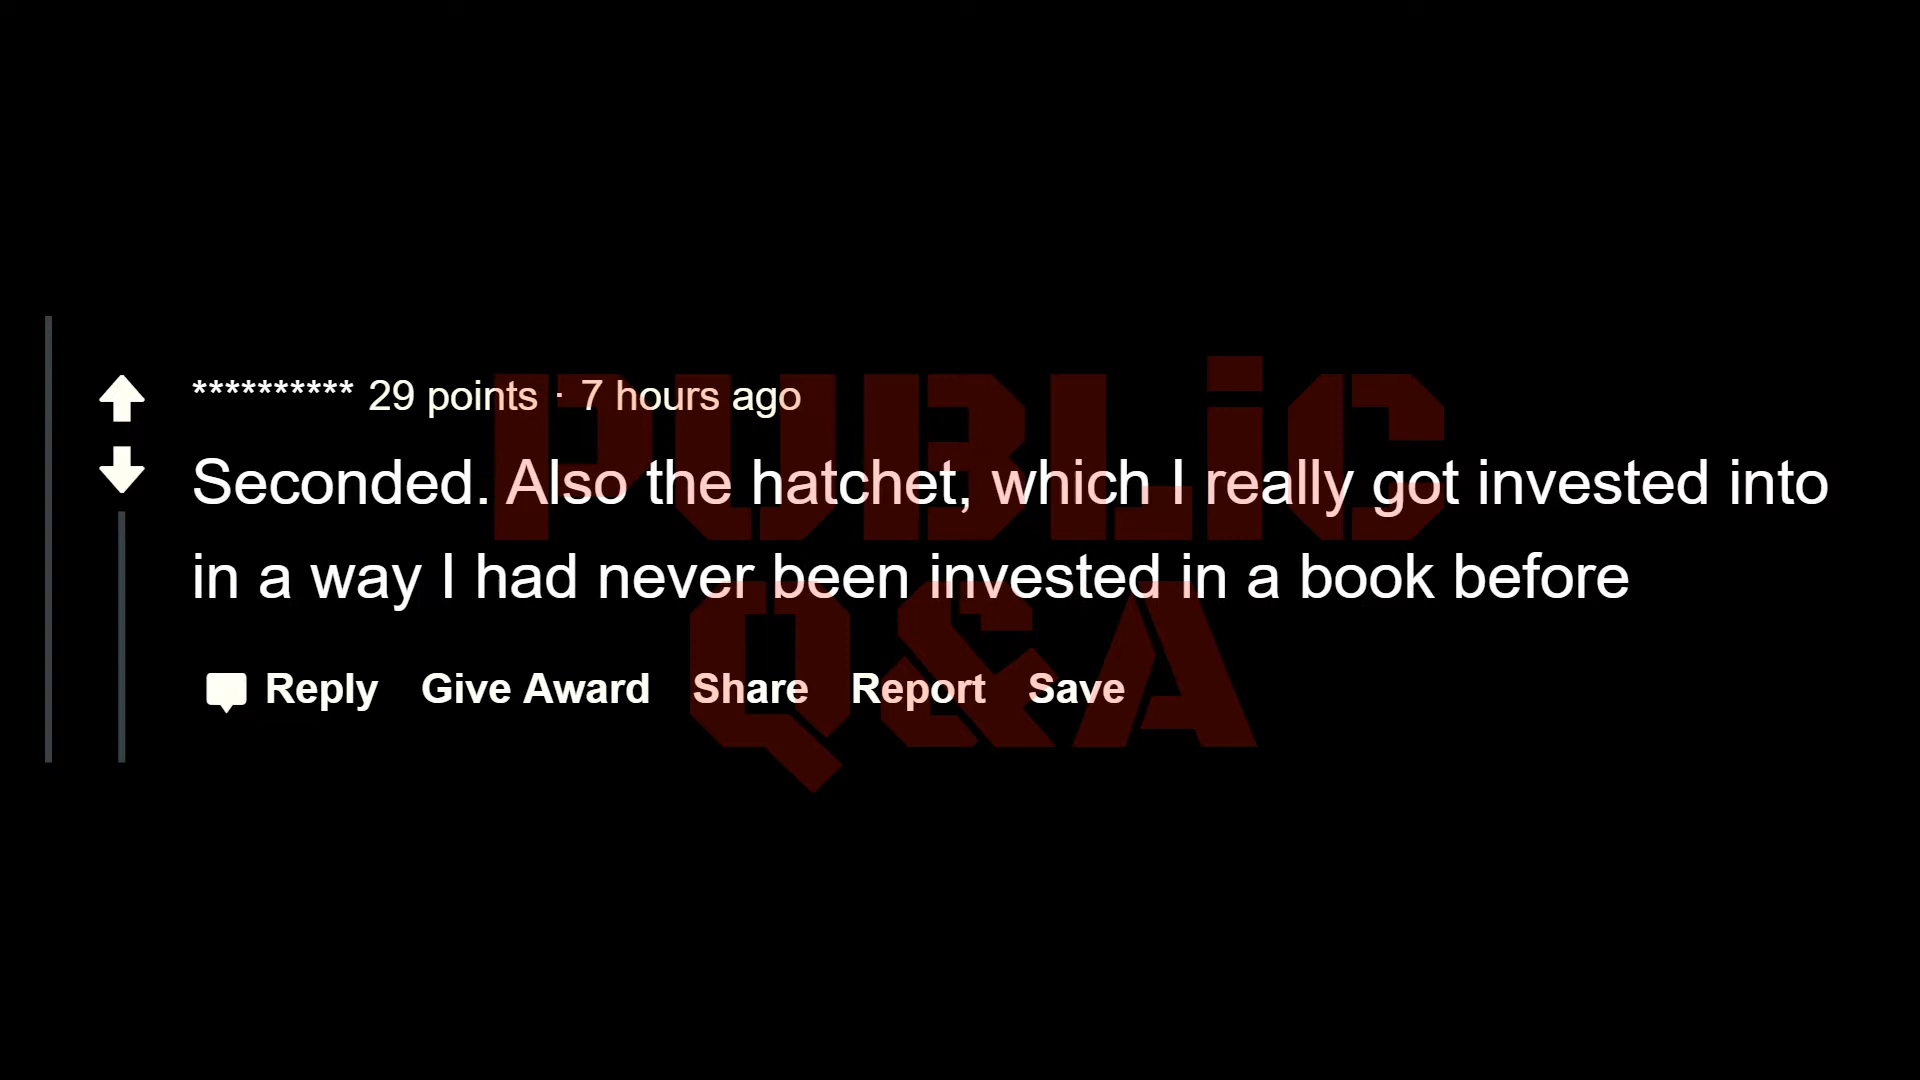 ********** 29 points · 7 hours ago
Seconded. Also the hatchet, which I really got invested into
in a way I had never been invested in a book before
Reply Give Award Share Report Save
PUBLiC
Q&A